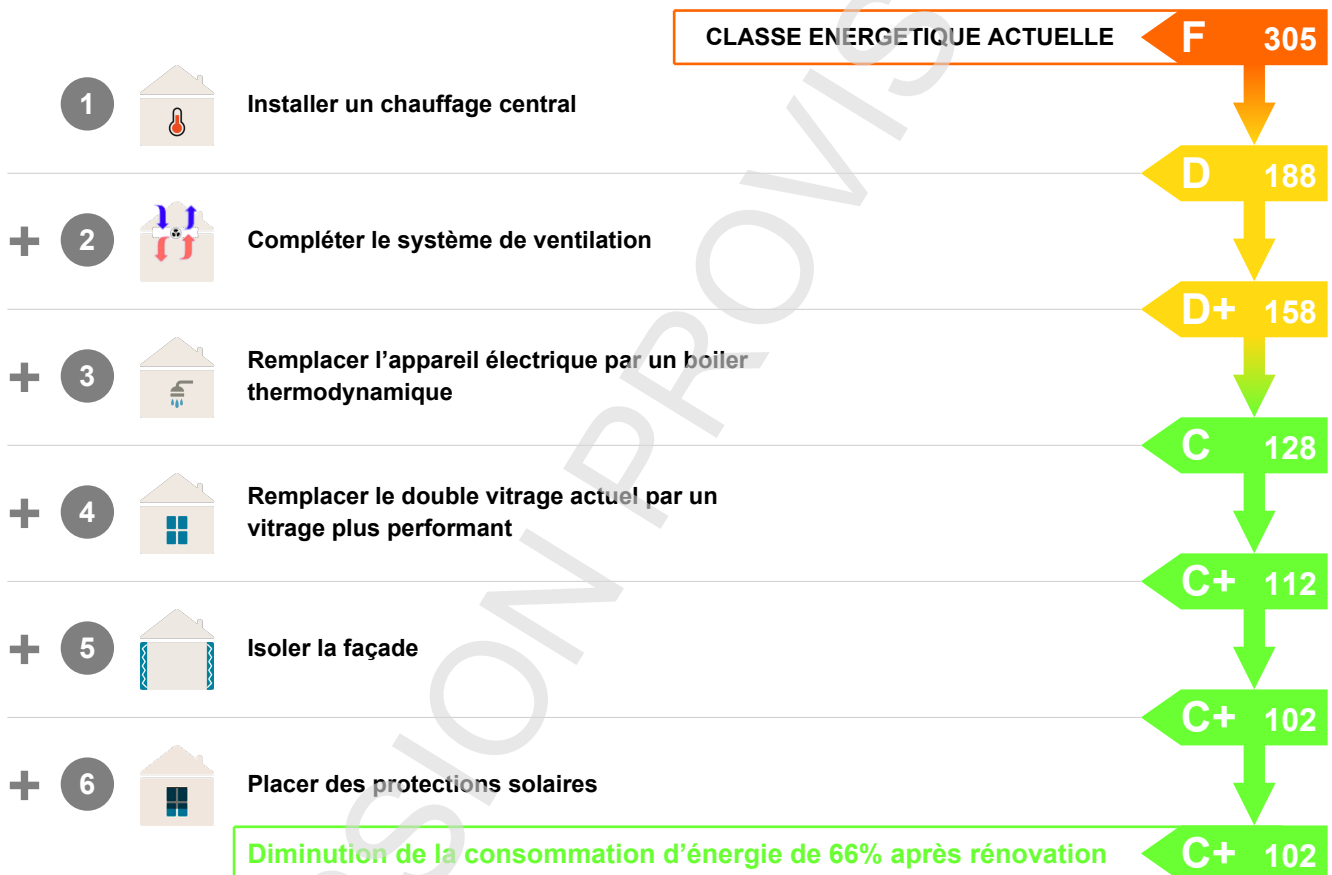 CLASSE ENERGETIQUE ACTUELLE F 305
1 Installer un chauffage central
D 188
+ 2 Compléter le système de ventilation
D+ 158
+ 3 Remplacer l'appareil électrique par un boiler
thermodynamique
C 128
+ 4 Remplacer le double vitrage actuel par un
vitrage plus performant
C+ 112
+ 5 Isoler la façade
C+ 102
+ 6 Placer des protections solaires
Diminution de la consommation d'énergie de 66% après rénovation C+ 102
SSION PROVIS